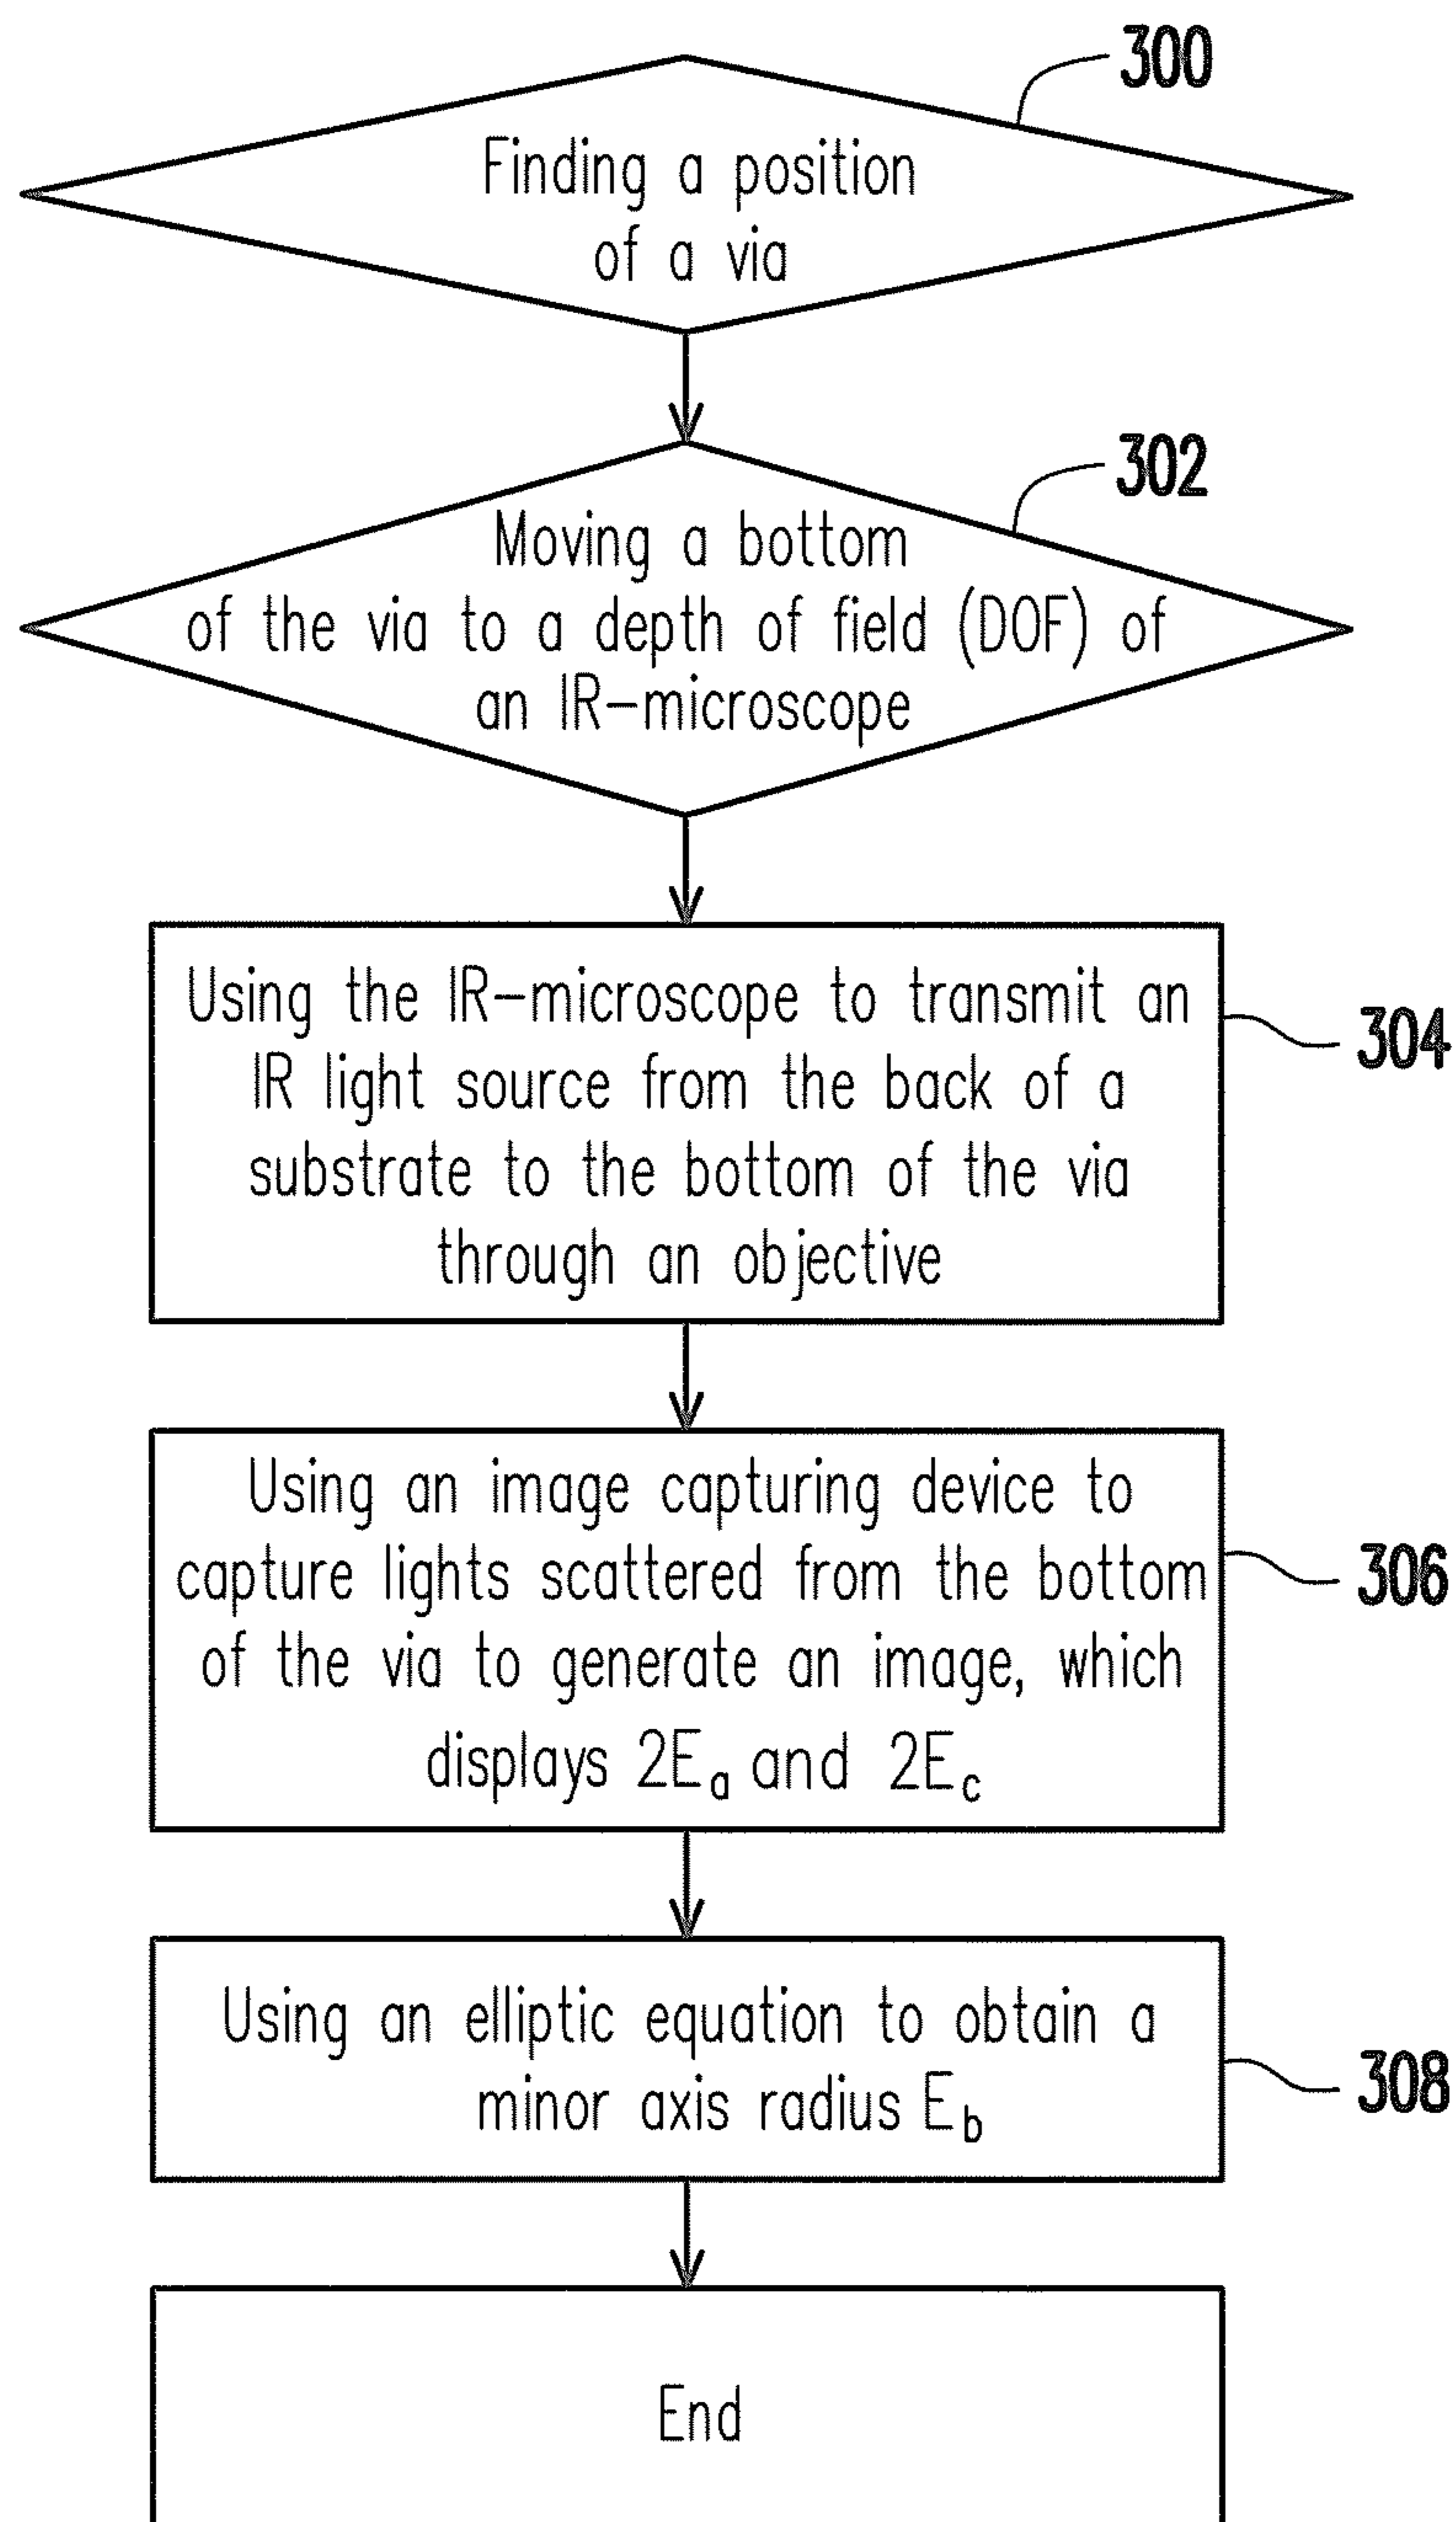 300
Finding a position
of a via
302
Moving a bottom
of the via to a depth of field (DOF) of
an IR-microscope
Using the IR-microscope to transmit an
IR light source from the back of a
substrate to the bottom of the via
through an objective
304
Using an image capturing device to
capture lights scattered from the bottom
of the via to generate an image, which
displays 2Ea and 2Ec
306
Using an elliptic equation to obtain a
minor axis radius Eb
308
End